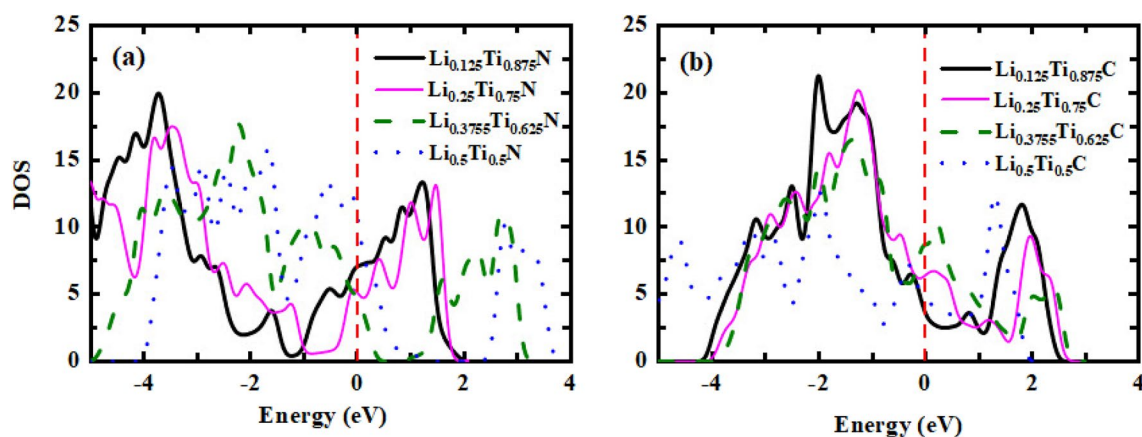 25
20
15
10
5
0
DOS
(a)
Li0.125Ti0.875N
Li0.25Ti0.75N
Li0.3755Ti0.625N
Li0.5Ti0.5N
-4
-2
0
2
4
Energy (eV)
25
20
15
10
5
0
(b)
Li0.125Ti0.875C
Li0.25Ti0.75C
Li0.3755Ti0.625C
Li0.5Ti0.5C
-4
-2
0
2
4
Energy (eV)